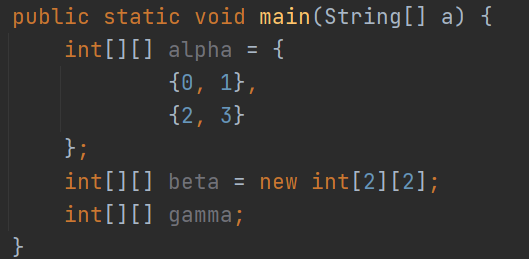 public static void main(String[] a) {
    int[][] alpha = {
            {0, 1},
            {2, 3}
    };
    int[][] beta = new int[2][2];
    int[][] gamma;
}